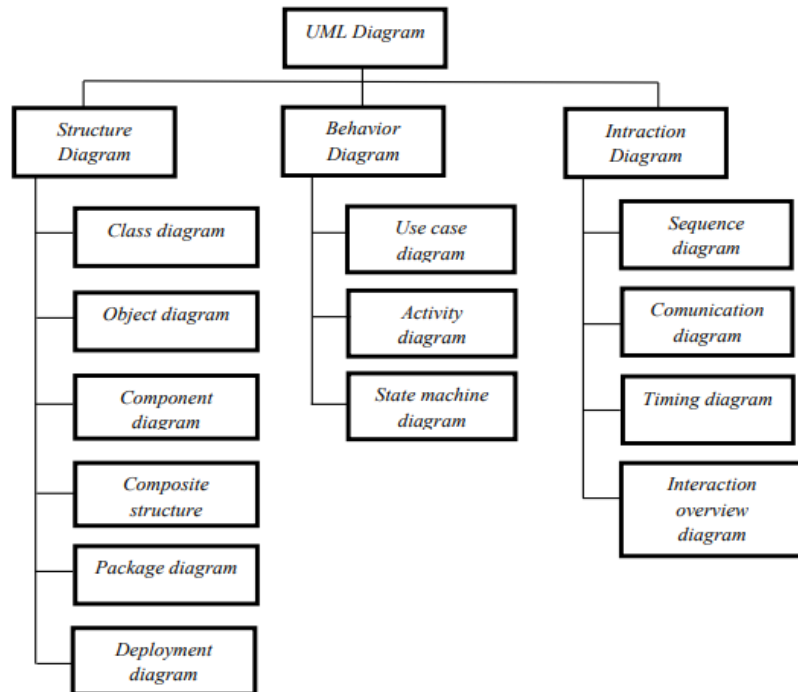 UML Diagram
Structure
Diagram
Behavior
Diagram
Intraction
Diagram
Class diagram
Object diagram
Component
diagram
Composite
structure
Package diagram
Deployment
diagram
Use case
diagram
Activity
diagram
State machine
diagram
Sequence
diagram
Comunication
diagram
Timing diagram
Interaction
overview
diagram